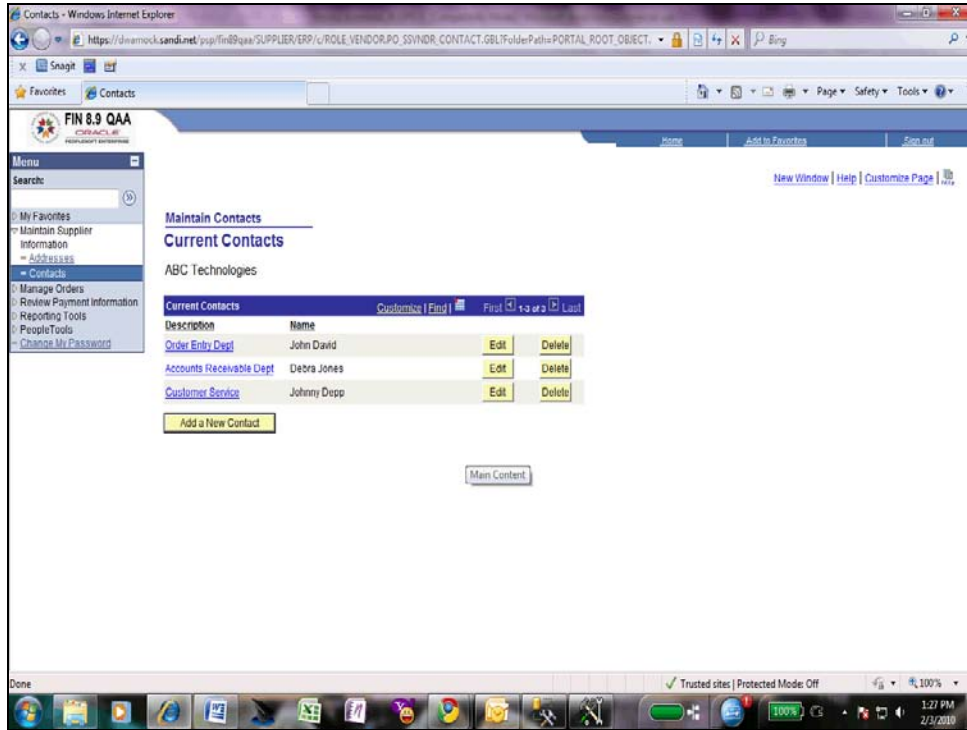 Contacts - Windows Internet Explorer
sandi.net/psp/fin89qaa/SUPPLIER/ERP/c/ROLE_VENDOR.PO_SSVNDR_CONTACT.GBL?FolderPath=PORTAL_ROOT_OBJECT.
Bing
x Snagit
Favorites Contacts Page Safety Tools
FIN 8.9 QAA
ORACLE
PEOPLESOFT ENTERPRISE
Home Add to Favorites Sign out
Menu
Search:
New Window | Help | Customize Page |
My Favorites
Maintain Supplier
Information
Addresses
Contacts
Manage Orders
Review Payment Information
Reporting Tools
PeopleTools
Change My Password
Maintain Contacts
Current Contacts
ABC Technologies
Current Contacts Customize | Find | First 1-3 of 3 Last
Description Name
Order Entry Dept John David Edit Delete
Accounts Receivable Dept Debra Jones Edit Delete
Customer Service Johnny Depp Edit Delete
Add a New Contact
Main Content
Done Trusted sites | Protected Mode: Off 100%
100% 1:27 PM
2/3/2010